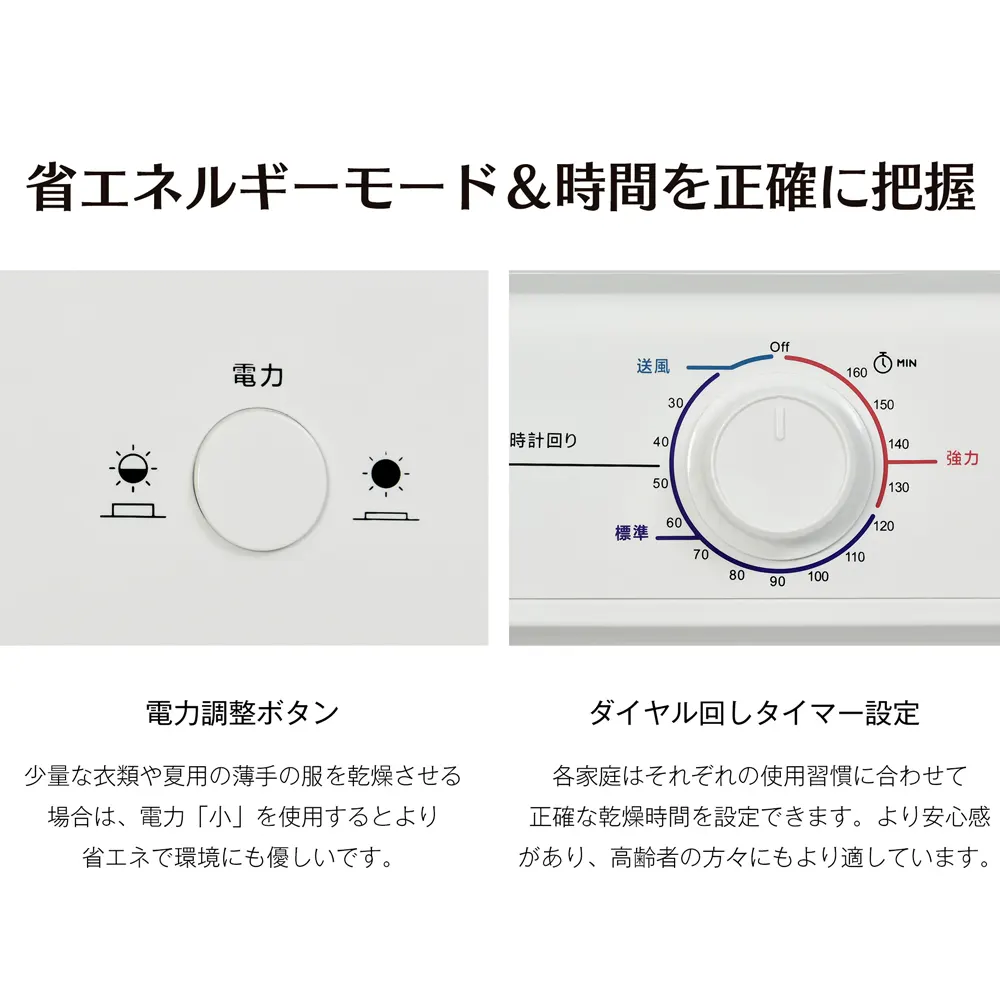 省エネルギーモード＆時間を正確に把握
電力
Off
送風
160
MIN
30
150
時計回り
40
140
強力
50
130
60
120
標準
70
110
80
100
90
電力調整ボタン
少量な衣類や夏用の薄手の服を乾燥させる
場合は、電力「小」を使用するとより
省エネで環境にも優しいです。
ダイヤル回しタイマー設定
各家庭はそれぞれの使用習慣に合わせて
正確な乾燥時間を設定できます。より安心感
があり、高齢者の方々にもより適しています。